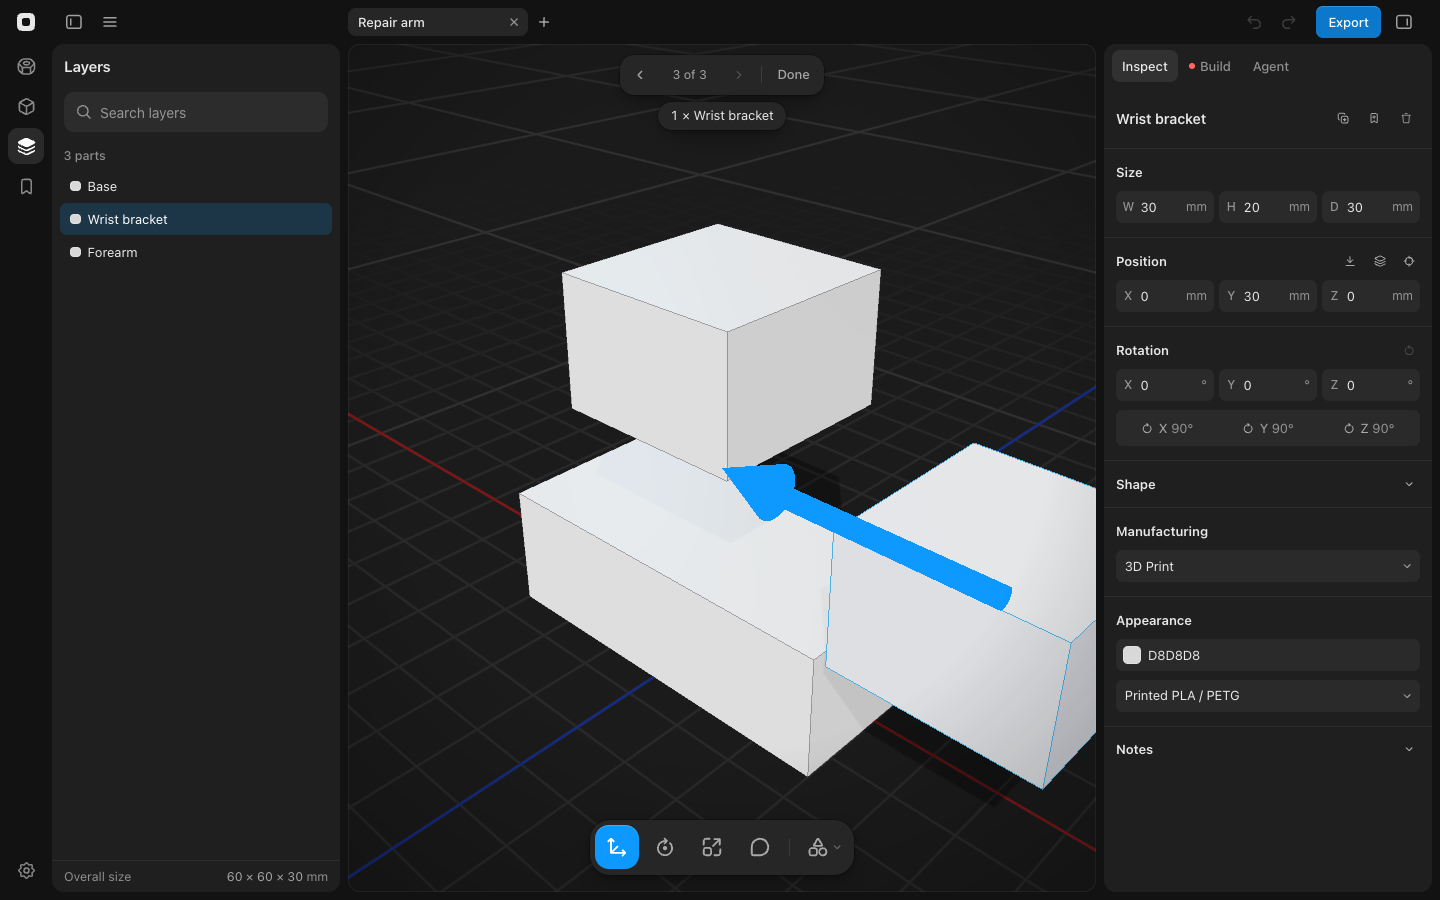 Repair arm
Export
Layers
Search layers
3 parts
Base
Wrist bracket
Forearm
Overall size
60 × 60 × 30 mm
3 of 3
Done
1 × Wrist bracket
Inspect
Build
Agent
Wrist bracket
Size
W 30 mm
H 20 mm
D 30 mm
Position
X 0 mm
Y 30 mm
Z 0 mm
Rotation
X 0 °
Y 0 °
Z 0 °
X 90°
Y 90°
Z 90°
Shape
Manufacturing
3D Print
Appearance
D8D8D8
Printed PLA / PETG
Notes